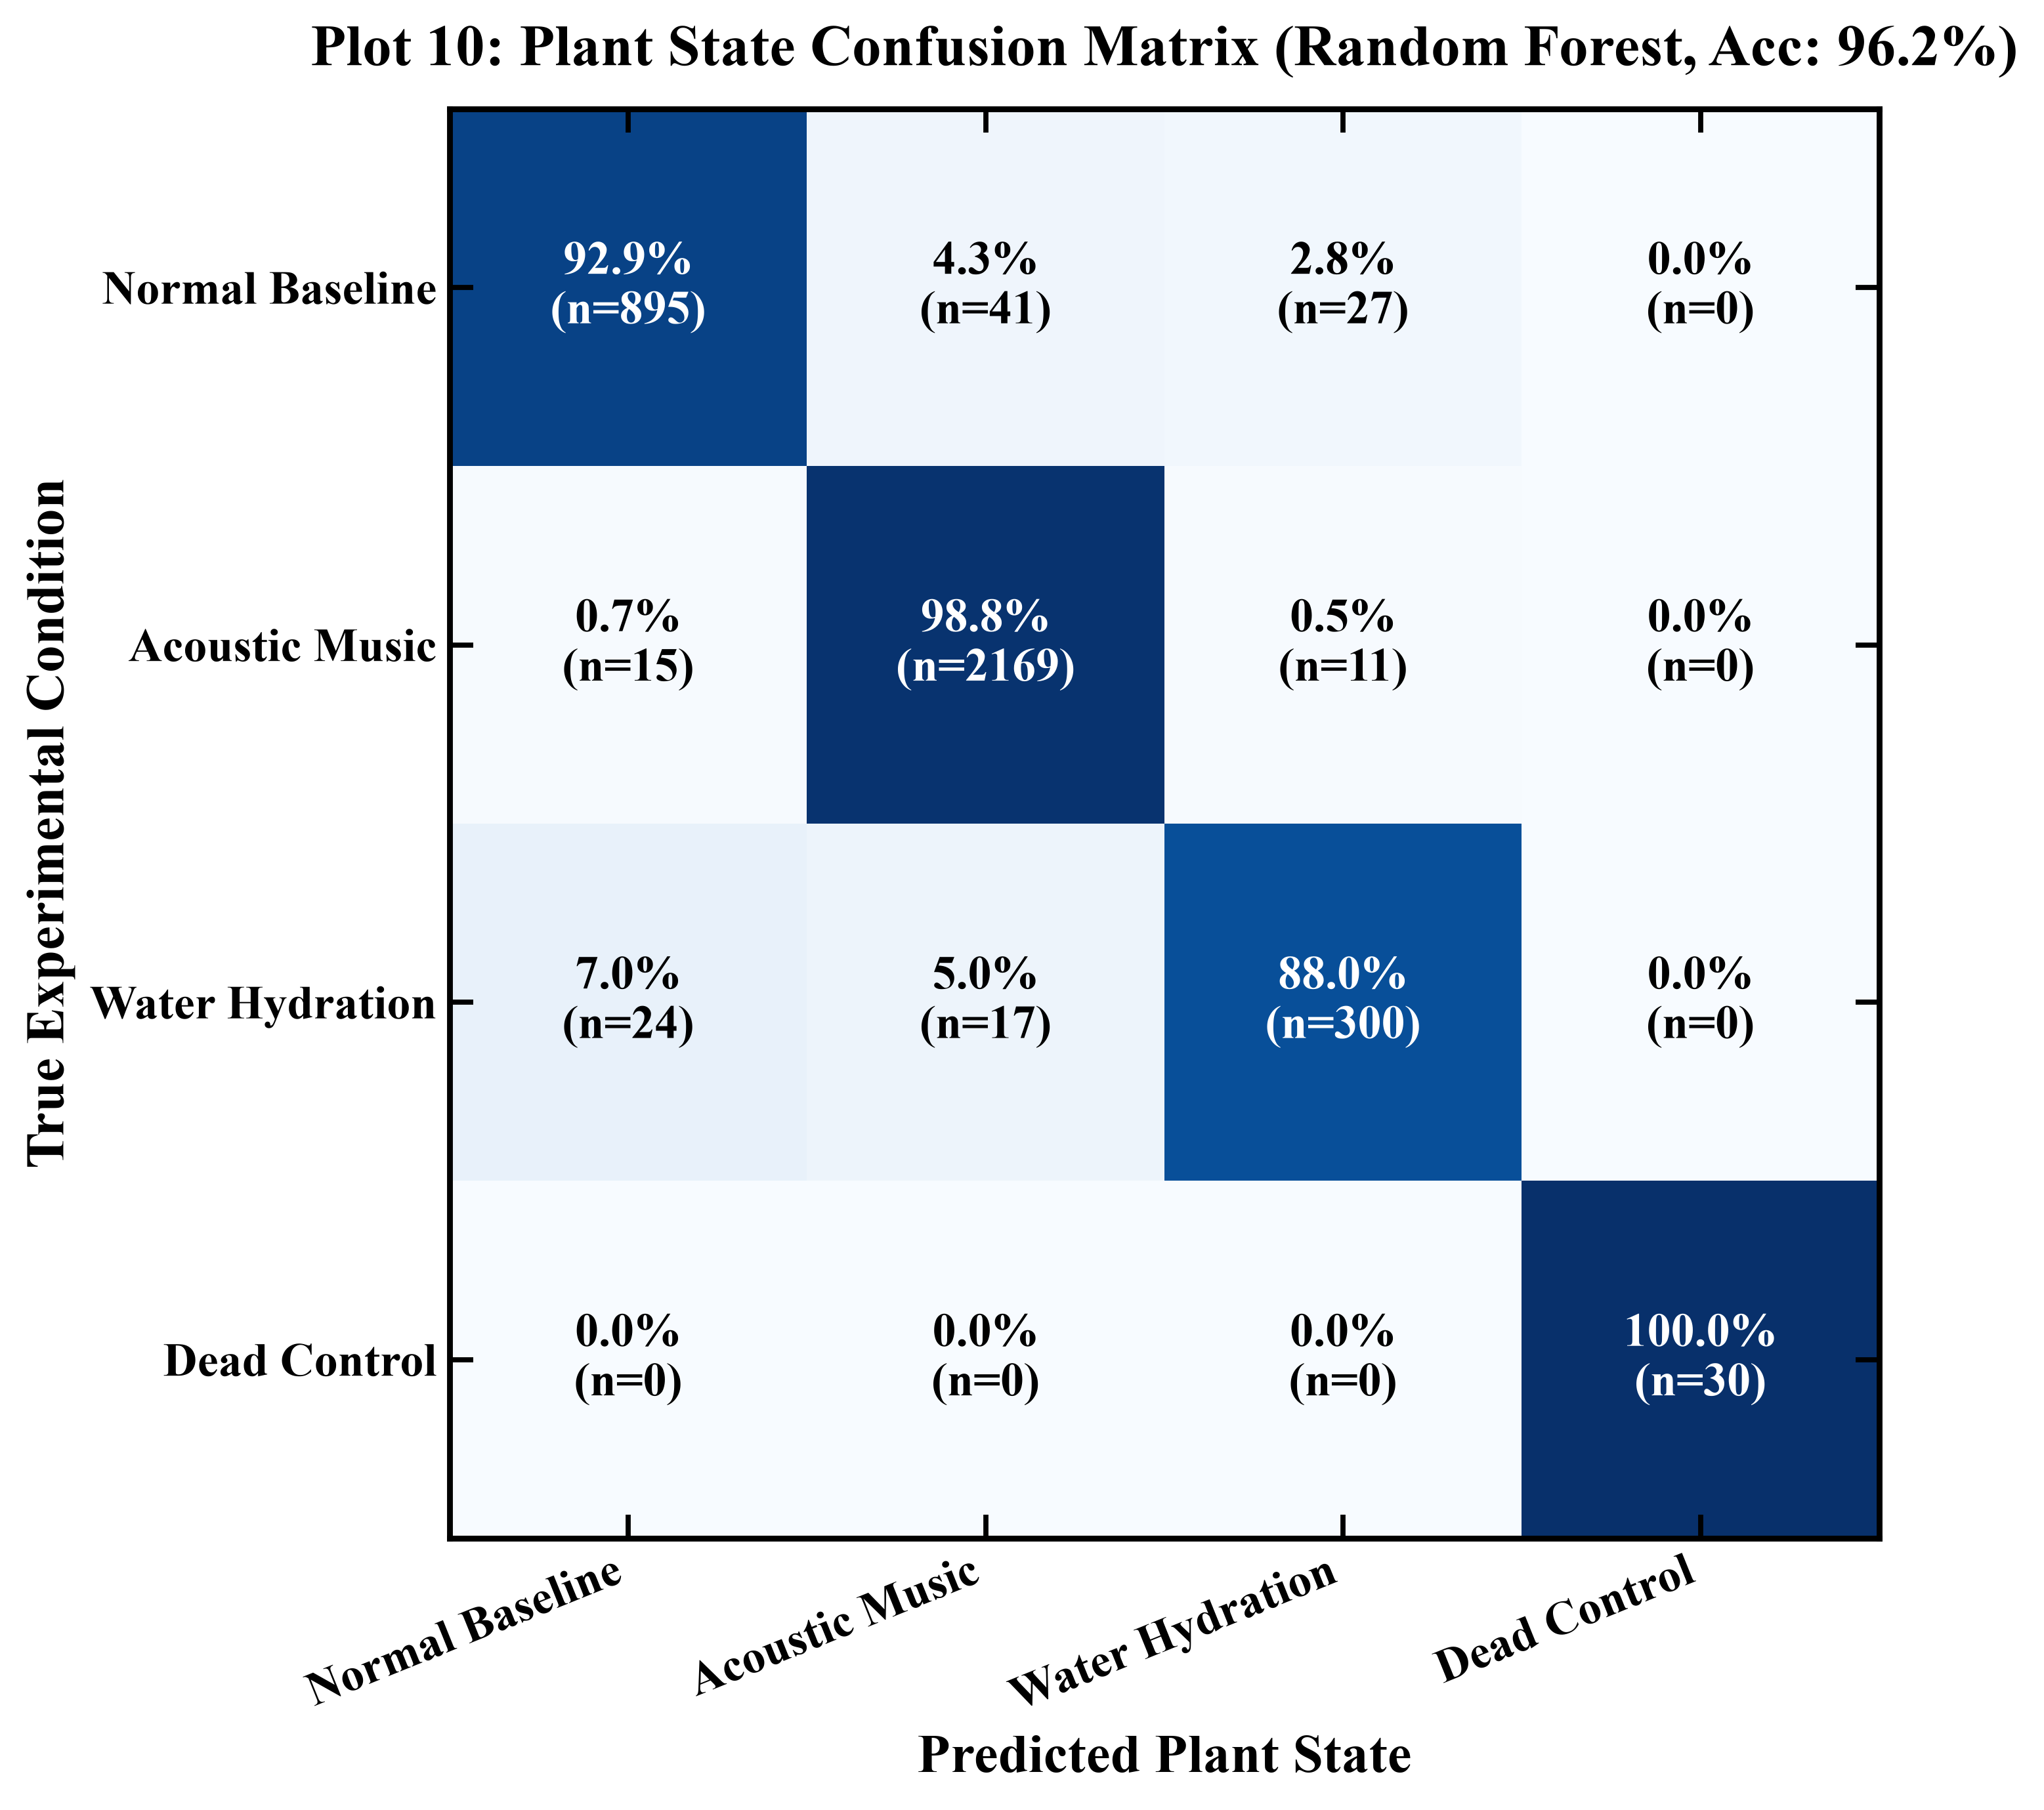 Plot 10: Plant State Confusion Matrix (Random Forest, Acc: 96.2%)
True Experimental Condition
Normal Baseline
92.9%
(n=895)
4.3%
(n=41)
2.8%
(n=27)
0.0%
(n=0)
Acoustic Music
0.7%
(n=15)
98.8%
(n=2169)
0.5%
(n=11)
0.0%
(n=0)
Water Hydration
7.0%
(n=24)
5.0%
(n=17)
88.0%
(n=300)
0.0%
(n=0)
Dead Control
0.0%
(n=0)
0.0%
(n=0)
0.0%
(n=0)
100.0%
(n=30)
Normal Baseline
Acoustic Music
Water Hydration
Dead Control
Predicted Plant State